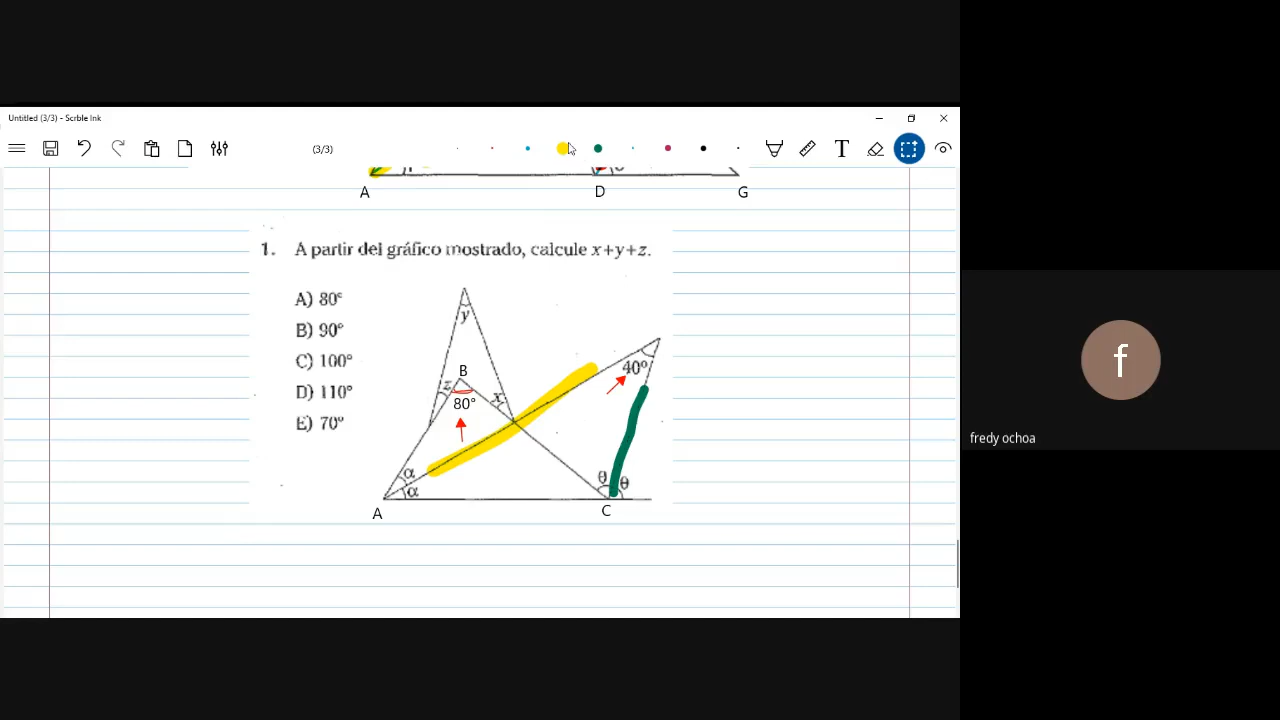 Untitled (3/3) - Scrble Ink
(3/3)
T
A
D
G
1. A partir del gráfico mostrado, calcule x+y+z.
A) 80°
B) 90°
C) 100°
D) 110°
E) 70°
y
B
z
x
80°
40°
α
α
θ
θ
A
C
f
fredy ochoa